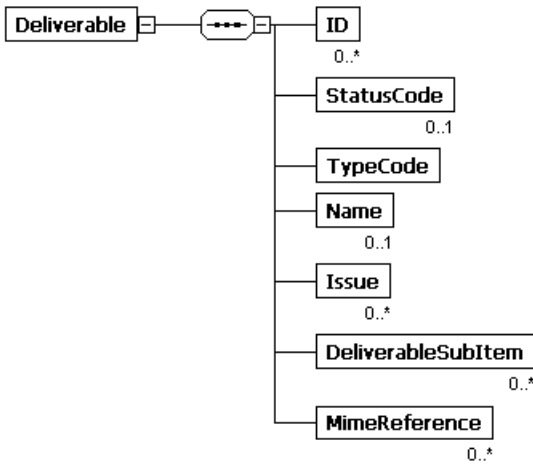 Deliverable
ID
0..*
StatusCode
0..1
TypeCode
Name
0..1
Issue
0..*
DeliverableSubItem
0..*
MimeReference
0..*